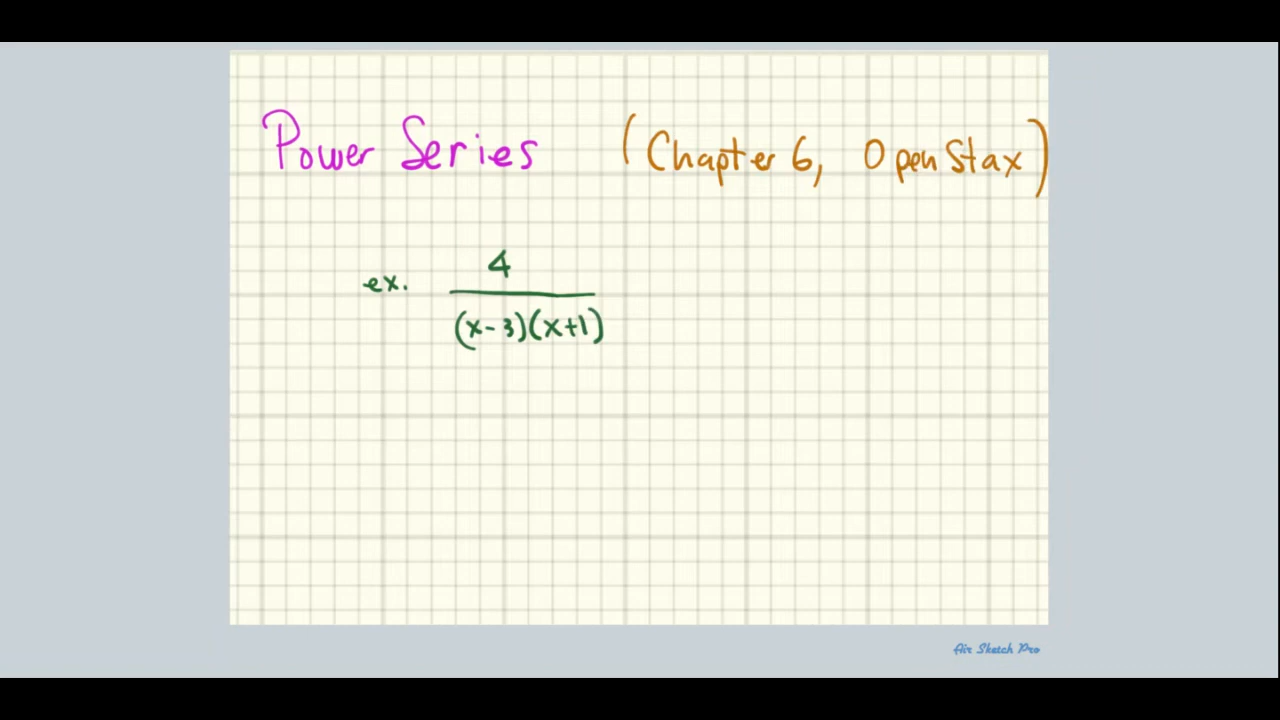 Power Series (Chapter 6, OpenStax)
ex. 4
(x-3)(x+1)
Air Sketch Pro